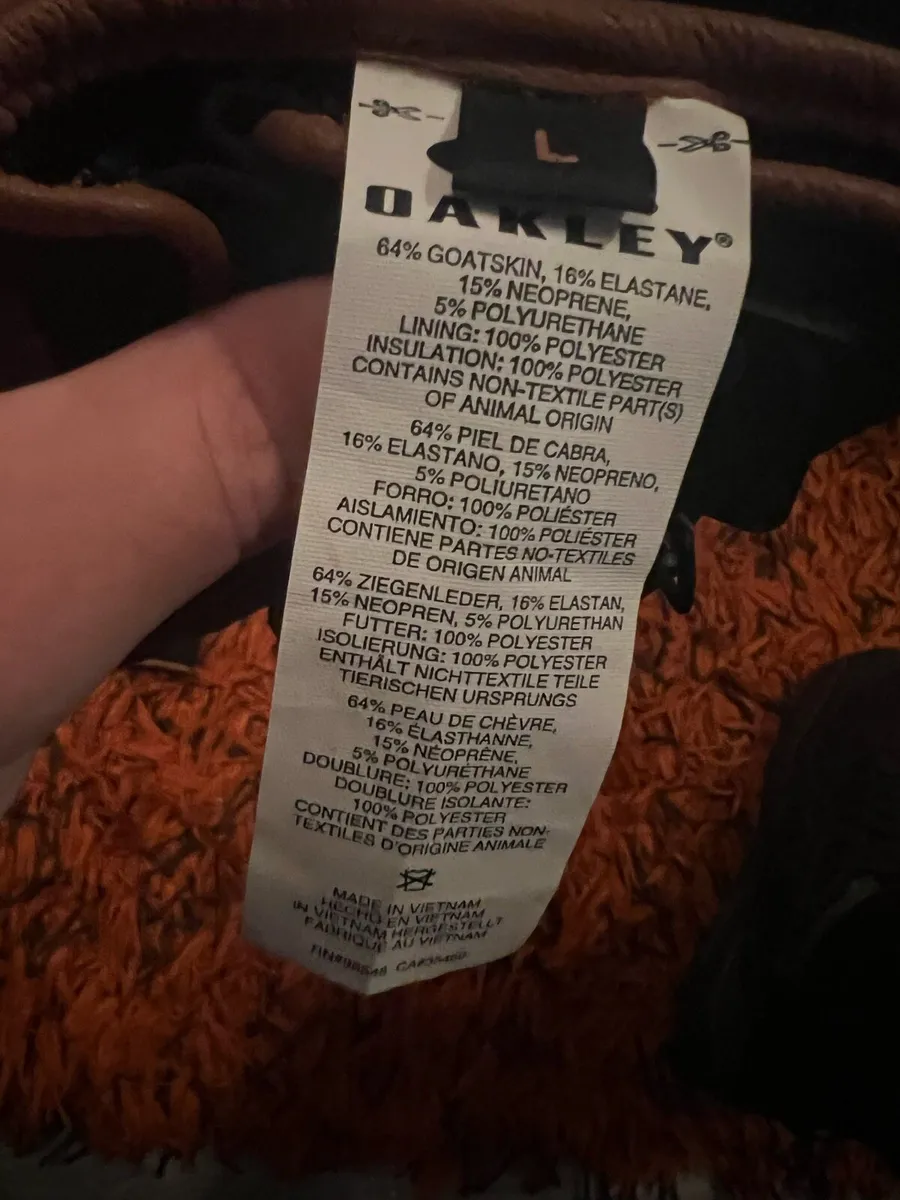 L
OAKLEY®
64% GOATSKIN, 16% ELASTANE,
15% NEOPRENE,
5% POLYURETHANE
LINING: 100% POLYESTER
INSULATION: 100% POLYESTER
CONTAINS NON-TEXTILE PART(S)
OF ANIMAL ORIGIN
64% PIEL DE CABRA,
16% ELASTANO, 15% NEOPRENO,
5% POLIURETANO
FORRO: 100% POLIÉSTER
AISLAMIENTO: 100% POLIÉSTER
CONTIENE PARTES NO-TEXTILES
DE ORIGEN ANIMAL
64% ZIEGENLEDER, 16% ELASTAN,
15% NEOPREN, 5% POLYURETHAN
FUTTER: 100% POLYESTER
ISOLIERUNG: 100% POLYESTER
ENTHÄLT NICHTTEXTILE TEILE
TIERISCHEN URSPRUNGS
64% PEAU DE CHÈVRE,
16% ÉLASTHANNE,
15% NÉOPRÈNE,
5% POLYURÉTHANE
DOUBLURE: 100% POLYESTER
DOUBLURE ISOLANTE:
100% POLYESTER
CONTIENT DES PARTIES NON-
TEXTILES D'ORIGINE ANIMALE
MADE IN VIETNAM
HECHO EN VIETNAM
IN VIETNAM HERGESTELLT
FABRIQUÉ AU VIETNAM